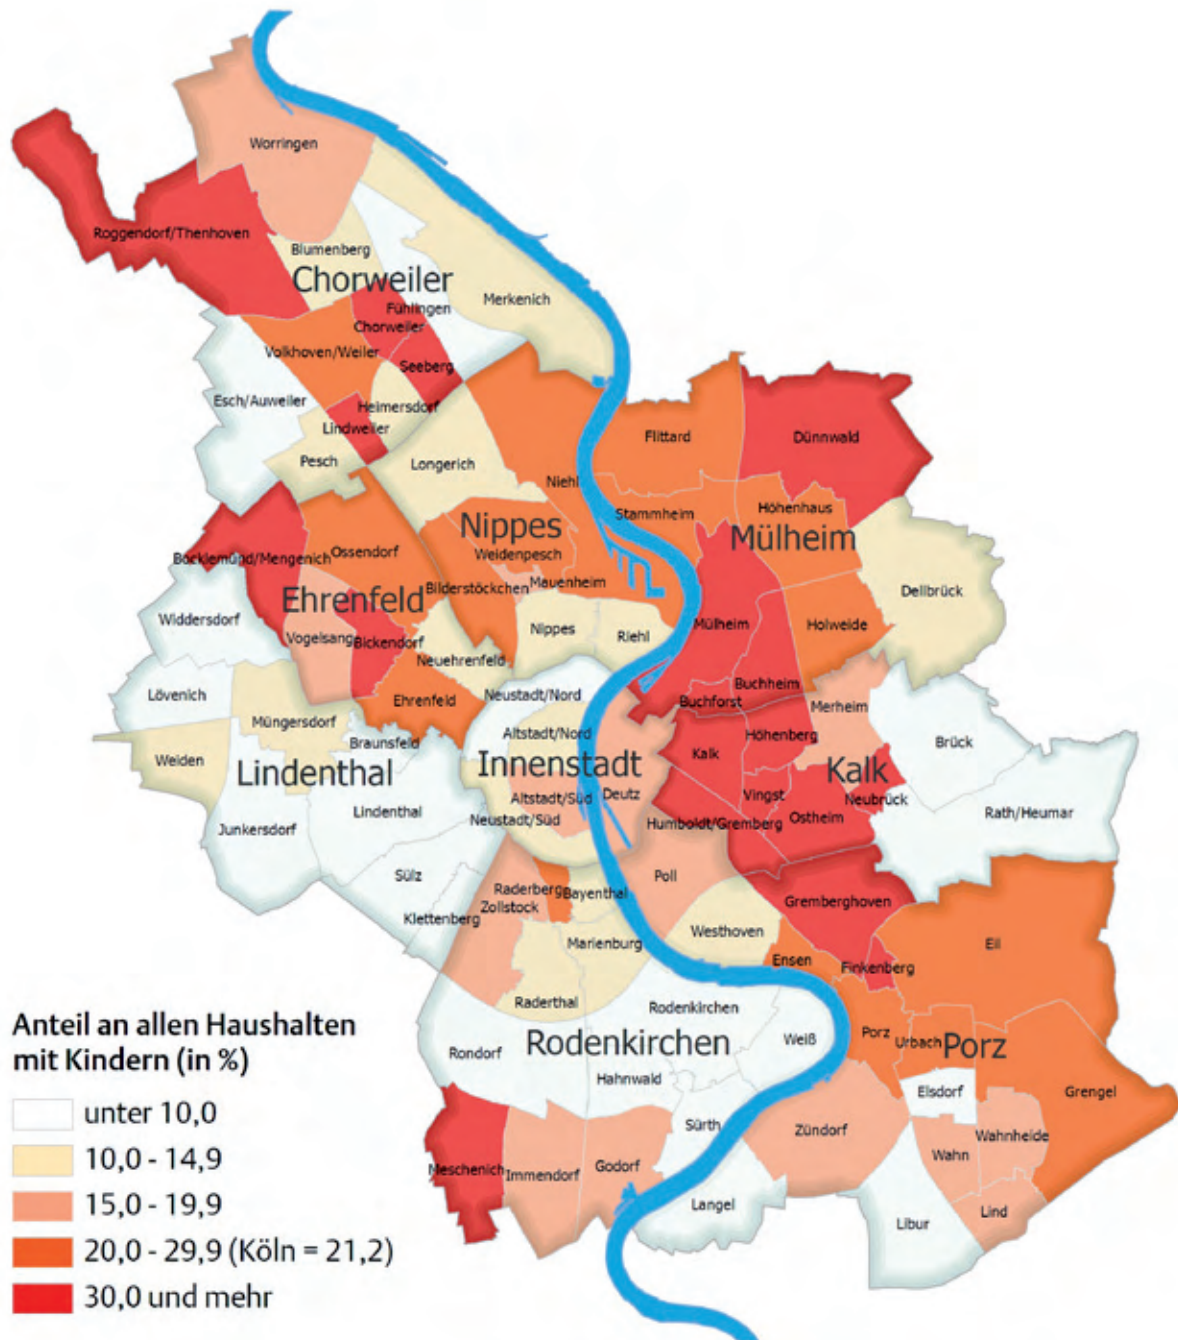 Worringen
Roggendorf/Thenhoven
Blumenberg
Chorweiler
Fühlingen
Merkenich
Chorweiler
Volkhoven/Weiler
Seeberg
Esch/Auweiler
Heimersdorf
Lindweiler
Pesch
Longerich
Flittard
Dünnwald
Niehl
Stammheim
Höhenhaus
Nippes
Mülheim
Weidenpesch
Ossendorf
Bocklemünd/Mengenich
Bilderstöckchen
Mauenheim
Dellbrück
Ehrenfeld
Widdersdorf
Holweide
Mülheim
Nippes
Riehl
Vogelsang
Bickendorf
Neuehrenfeld
Buchheim
Lövenich
Neustadt/Nord
Ehrenfeld
Buchforst
Merheim
Müngersdorf
Altstadt/Nord
Höhenberg
Braunsfeld
Brück
Kalk
Weiden
Lindenthal
Innenstadt
Kalk
Vingst
Deutz
Neubrück
Altstadt/Süd
Lindenthal
Neustadt/Süd
Ostheim
Rath/Heumar
Junkersdorf
Humboldt/Gremberg
Sülz
Poll
Raderberg
Bayenthal
Gremberghoven
Zollstock
Klettenberg
Westhoven
Marienburg
Eil
Ensen
Finkenberg
Raderthal
Rodenkirchen
Anteil an allen Haushalten
mit Kindern (in %)
Porz
Weiß
Urbach
Porz
Rodenkirchen
Rondorf
Hahnwald
Elsdorf
Grengel
unter 10,0
Sürth
Zündorf
Wahnheide
10,0 - 14,9
Wahn
Meschenich
Immendorf
Godorf
15,0 - 19,9
Langel
Lind
Libur
20,0 - 29,9 (Köln = 21,2)
30,0 und mehr